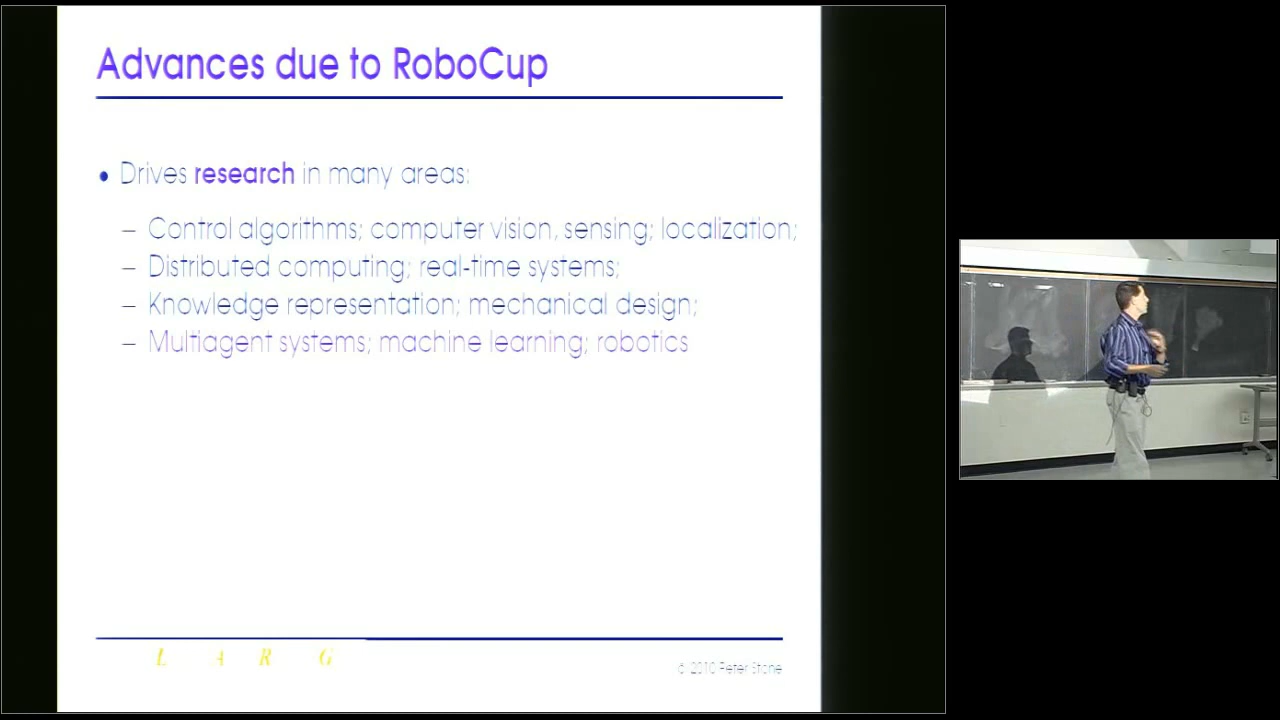 Advances due to RoboCup
• Drives research in many areas:
– Control algorithms; computer vision, sensing; localization;
– Distributed computing; real-time systems;
– Knowledge representation; mechanical design;
– Multiagent systems; machine learning; robotics
L A R G
© 2010 Peter Stone